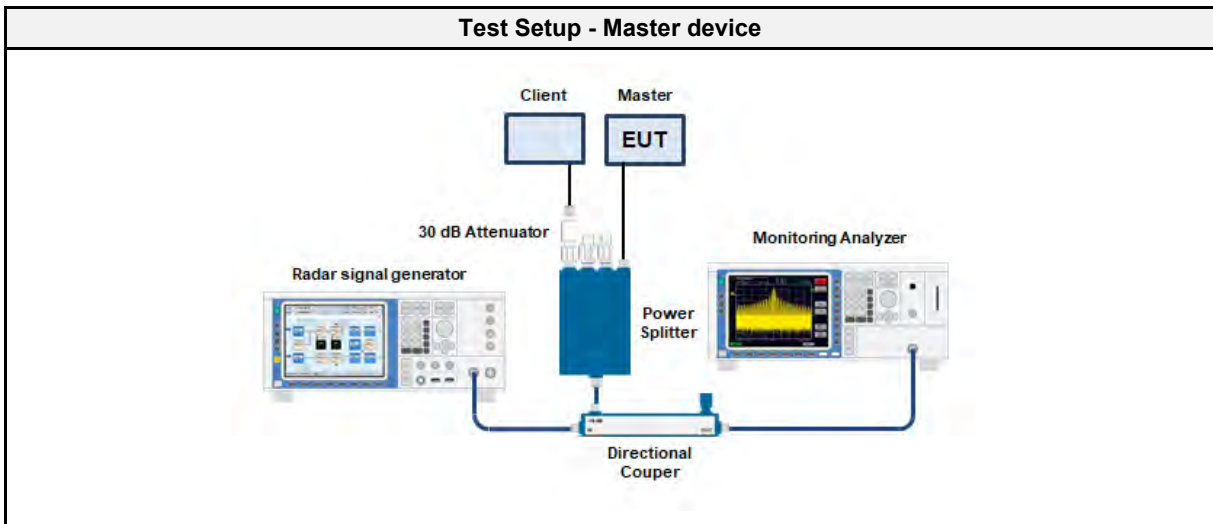 Test Setup - Master device
Client
Master
EUT
30 dB Attenuator
Monitoring Analyzer
Radar signal generator
Power
Splitter
Directional
Couper